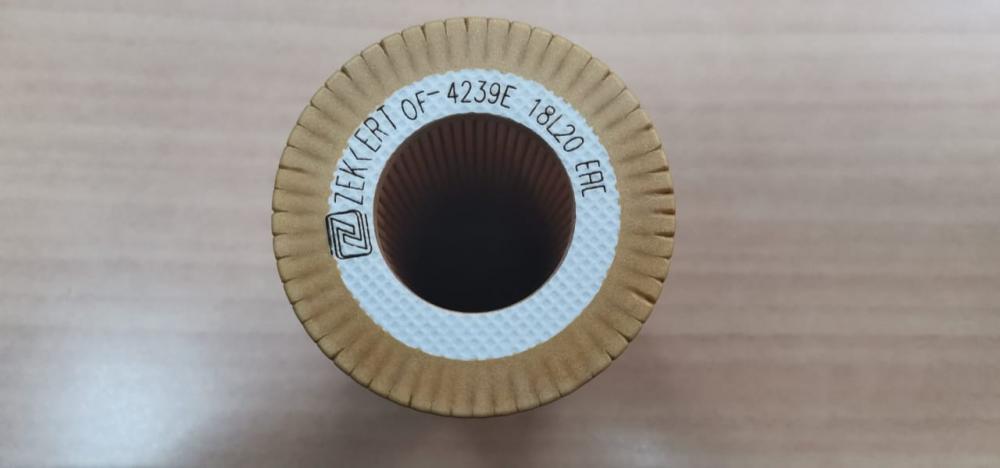 ZEKKERT OF-4239E 18L20 EAC